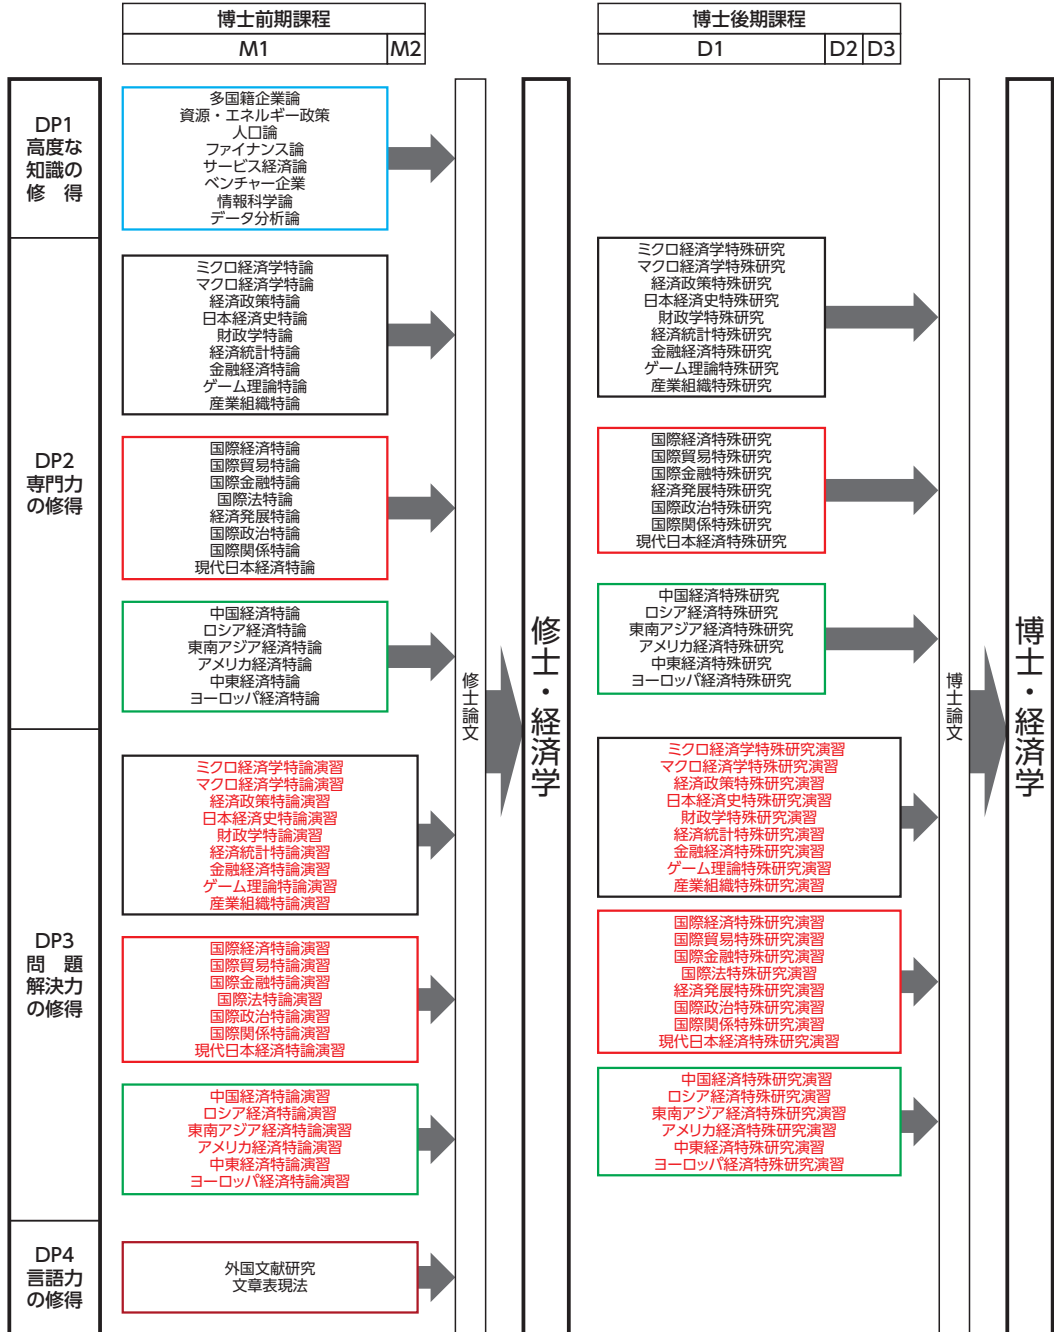 博士前期課程
M1 M2
博士後期課程
D1 D2 D3
DP1
高度な
知識の
修 得
多国籍企業論
資源・エネルギー政策
人口論
ファイナンス論
サービス経済論
ベンチャー企業
情報科学論
データ分析論
DP2
専門力
の修得
ミクロ経済学特論
マクロ経済学特論
経済政策特論
日本経済史特論
財政学特論
経済統計特論
金融経済特論
ゲーム理論特論
産業組織特論
国際経済特論
国際貿易特論
国際金融特論
国際法特論
経済発展特論
国際政治特論
国際関係特論
現代日本経済特論
中国経済特論
ロシア経済特論
東南アジア経済特論
アメリカ経済特論
中東経済特論
ヨーロッパ経済特論
DP3
問 題
解決力
の修得
ミクロ経済学特論演習
マクロ経済学特論演習
経済政策特論演習
日本経済史特論演習
財政学特論演習
経済統計特論演習
金融経済特論演習
ゲーム理論特論演習
産業組織特論演習
国際経済特論演習
国際貿易特論演習
国際金融特論演習
国際法特論演習
国際政治特論演習
国際関係特論演習
現代日本経済特論演習
中国経済特論演習
ロシア経済特論演習
東南アジア経済特論演習
アメリカ経済特論演習
中東経済特論演習
ヨーロッパ経済特論演習
DP4
言語力
の修得
外国文献研究
文章表現法
修士論文
修士・経済学
ミクロ経済学特殊研究
マクロ経済学特殊研究
経済政策特殊研究
日本経済史特殊研究
財政学特殊研究
経済統計特殊研究
金融経済特殊研究
ゲーム理論特殊研究
産業組織特殊研究
国際経済特殊研究
国際貿易特殊研究
国際金融特殊研究
経済発展特殊研究
国際政治特殊研究
国際関係特殊研究
現代日本経済特殊研究
中国経済特殊研究
ロシア経済特殊研究
東南アジア経済特殊研究
アメリカ経済特殊研究
中東経済特殊研究
ヨーロッパ経済特殊研究
ミクロ経済学特殊研究演習
マクロ経済学特殊研究演習
経済政策特殊研究演習
日本経済史特殊研究演習
財政学特殊研究演習
経済統計特殊研究演習
金融経済特殊研究演習
ゲーム理論特殊研究演習
産業組織特殊研究演習
国際経済特殊研究演習
国際貿易特殊研究演習
国際金融特殊研究演習
国際法特殊研究演習
経済発展特殊研究演習
国際政治特殊研究演習
国際関係特殊研究演習
現代日本経済特殊研究演習
中国経済特殊研究演習
ロシア経済特殊研究演習
東南アジア経済特殊研究演習
アメリカ経済特殊研究演習
中東経済特殊研究演習
ヨーロッパ経済特殊研究演習
博士論文
博士・経済学